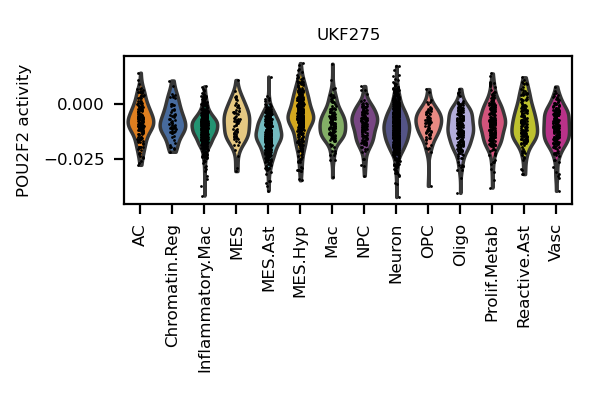 UKF275
POU2F2 activity
0.000
−0.025
AC
Chromatin.Reg
Inflammatory.Mac
MES
MES.Ast
MES.Hyp
Mac
NPC
Neuron
OPC
Oligo
Prolif.Metab
Reactive.Ast
Vasc